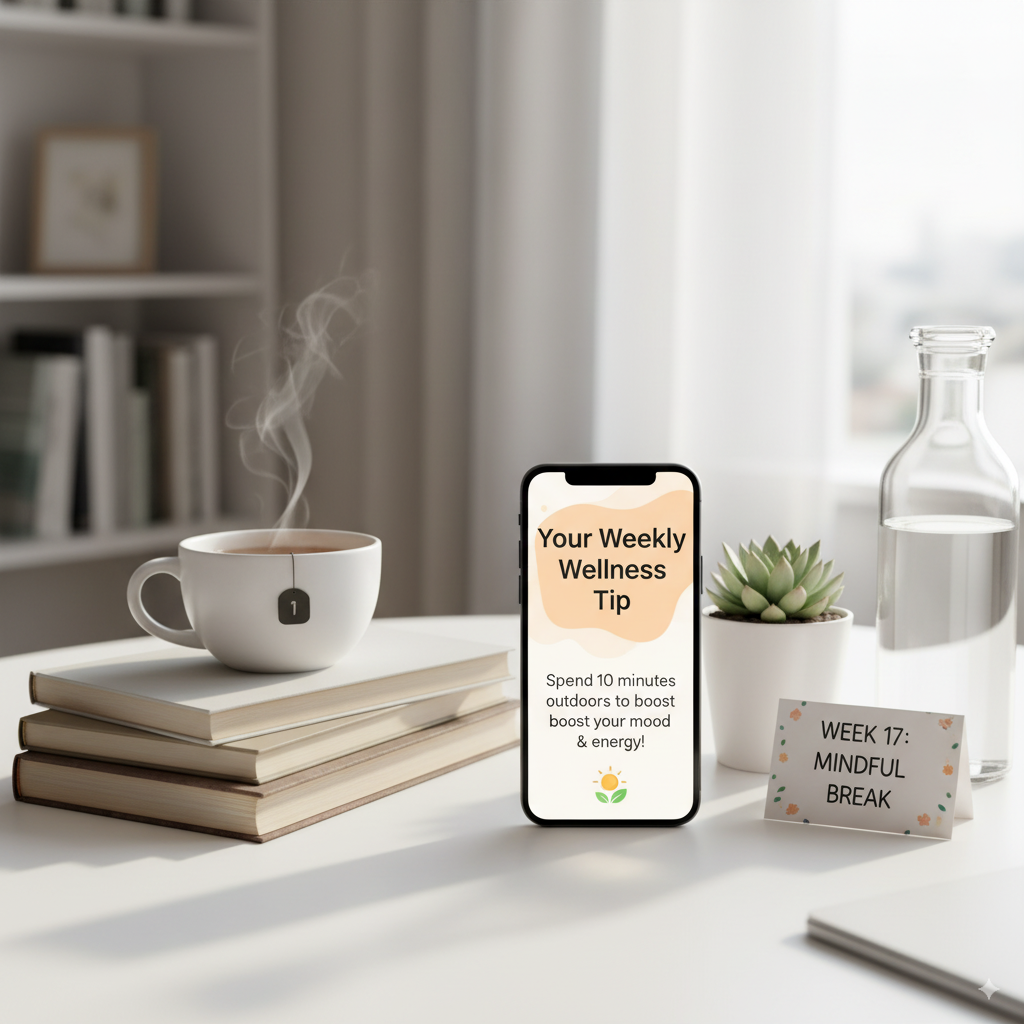 1
Your Weekly
Wellness
Tip
Spend 10 minutes
outdoors to boost
boost your mood
& energy!
WEEK 17:
MINDFUL
BREAK